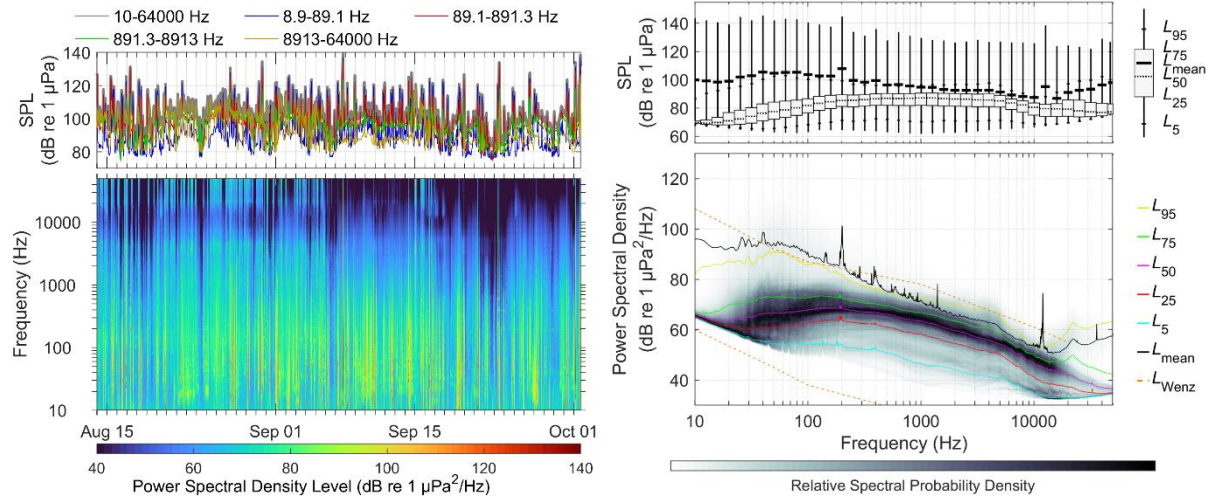 10-64000 Hz 8.9-89.1 Hz 89.1-891.3 Hz
891.3-8913 Hz 8913-64000 Hz
SPL
(dB re 1 µPa)
140
120
100
80
Frequency (Hz)
10000
1000
100
10
Aug 15 Sep 01 Sep 15 Oct 01
40 60 80 100 120 140
Power Spectral Density Level (dB re 1 µPa²/Hz)
SPL
(dB re 1 µPa)
140
120
100
80
60
L95
L75
Lmean
L50
L25
L5
Power Spectral Density
(dB re 1 µPa²/Hz)
120
100
80
60
40
10 100 1000 10000
Frequency (Hz)
L95
L75
L50
L25
L5
Lmean
LWenz
Relative Spectral Probability Density